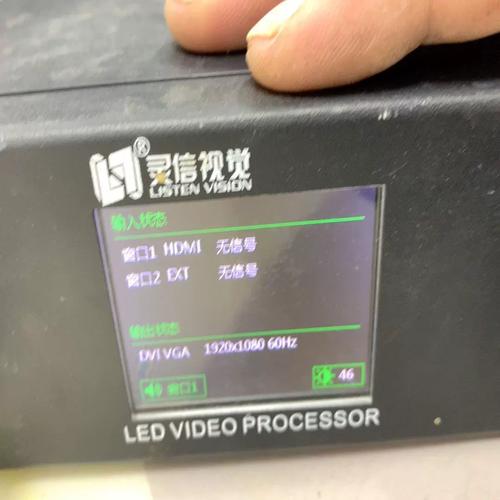 灵信视觉®
LISTEN VISION
输入状态
窗口1 HDMI 无信号
窗口2 EXT 无信号
输出状态
DVI VGA 1920x1080 60Hz
窗口1
46
LED VIDEO PROCESSOR